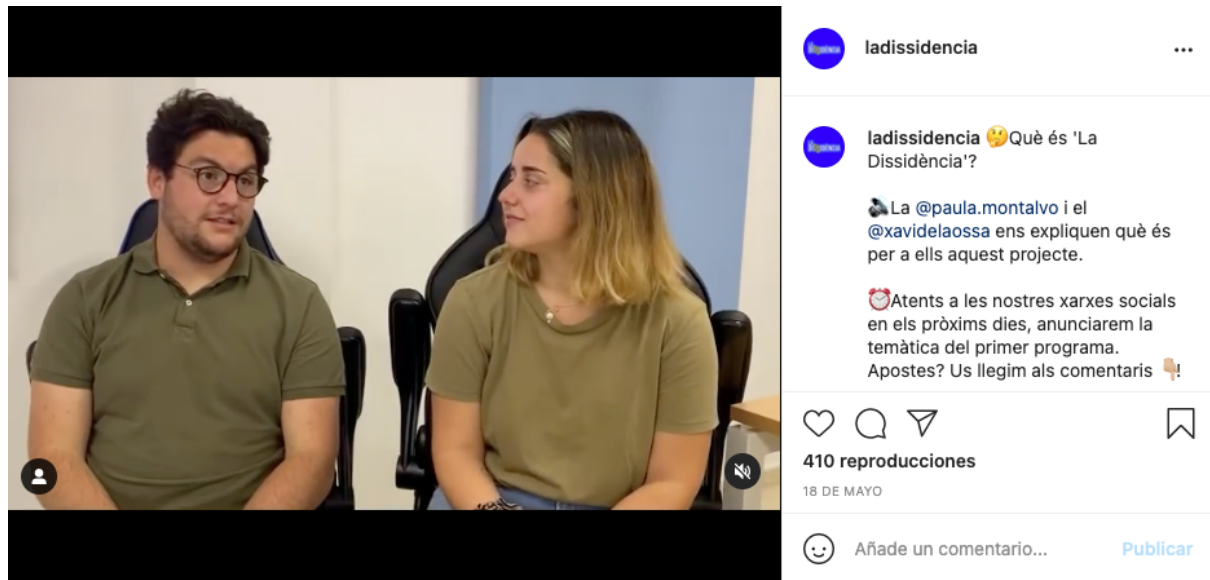 ladissidencia
ladissidencia 🤔Què és 'La
Dissidència'?
🔊La @paula.montalvo i el
@xavidelaossa ens expliquen què és
per a ells aquest projecte.
⏰Atents a les nostres xarxes socials
en els pròxims dies, anunciarem la
temàtica del primer programa.
Apostes? Us llegim als comentaris 👇🏼!
410 reproducciones
18 DE MAYO
Añade un comentario...
Publicar